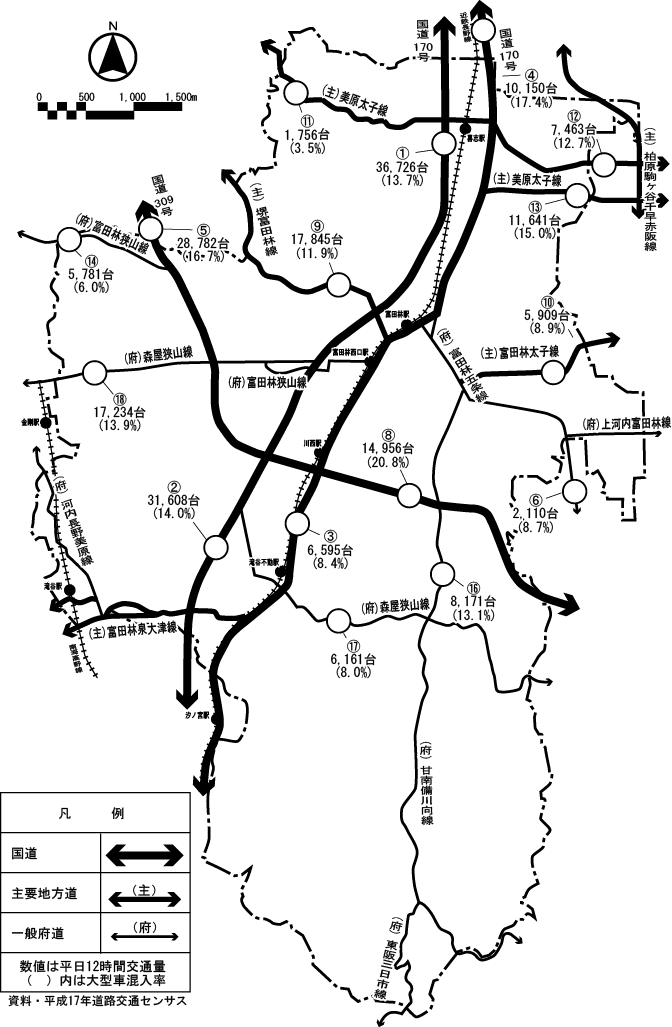 N
0 500 1,000 1,500m
国道170号
近鉄長野線
国道170号
④
10,150台
(17.4%)
(主)美原太子線
⑪
1,756台
(3.5%)
喜志駅
①
36,726台
(13.7%)
⑫
7,463台
(12.7%)
(主)柏原駒ヶ谷千早赤阪線
(主)美原太子線
⑬
11,641台
(15.0%)
国道309号
(主)堺富田林線
(府)富田林狭山線
⑤
28,782台
(16.7%)
⑨
17,845台
(11.9%)
⑭
5,781台
(6.0%)
⑩
5,909台
(8.9%)
富田林駅
(府)富田林五条線
(主)富田林太子線
(府)森屋狭山線
富田林西口駅
(府)富田林狭山線
⑱
17,234台
(13.9%)
金剛駅
(府)上河内富田林線
川西駅
⑧
14,956台
(20.8%)
(府)河内長野美原線
②
31,608台
(14.0%)
⑥
2,110台
(8.7%)
③
6,595台
(8.4%)
滝谷不動駅
滝谷駅
⑯
8,171台
(13.1%)
(府)森屋狭山線
(主)富田林泉大津線
⑰
6,161台
(8.0%)
南海高野線
汐ノ宮駅
(府)甘南備川向線
(府)東阪三日市線
凡 例
国道
主要地方道 (主)
一般府道 (府)
数値は平日12時間交通量
( )内は大型車混入率
資料・平成17年道路交通センサス